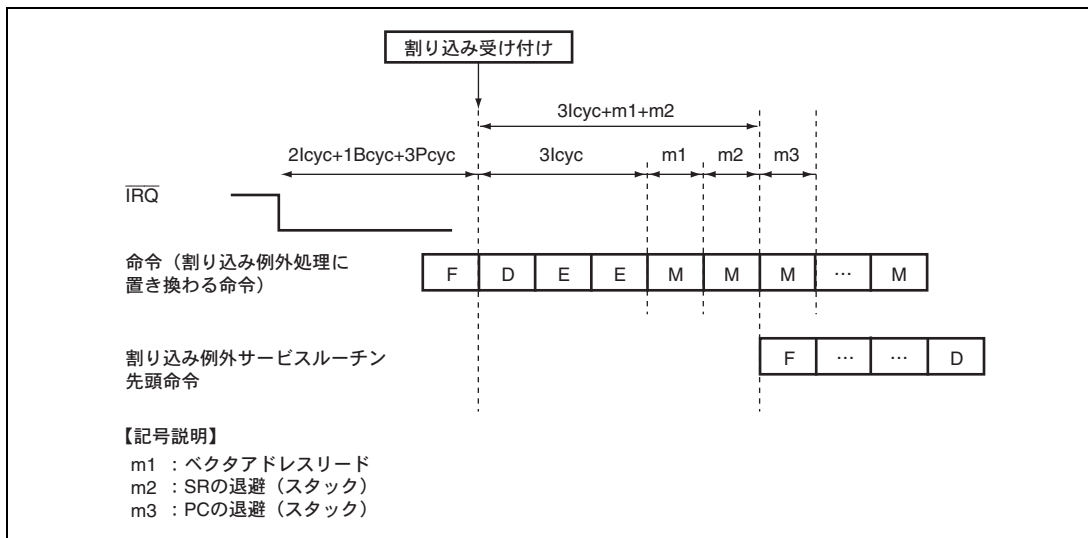 割り込み受け付け
3Icyc+m1+m2
2Icyc+1Bcyc+3Pcyc 3Icyc m1 m2 m3
IRQ
命令（割り込み例外処理に
置き換わる命令）
F D E E M M M … M
割り込み例外サービスルーチン
先頭命令
F … … D
【記号説明】
m1 ：ベクタアドレスリード
m2 ：SRの退避（スタック）
m3 ：PCの退避（スタック）